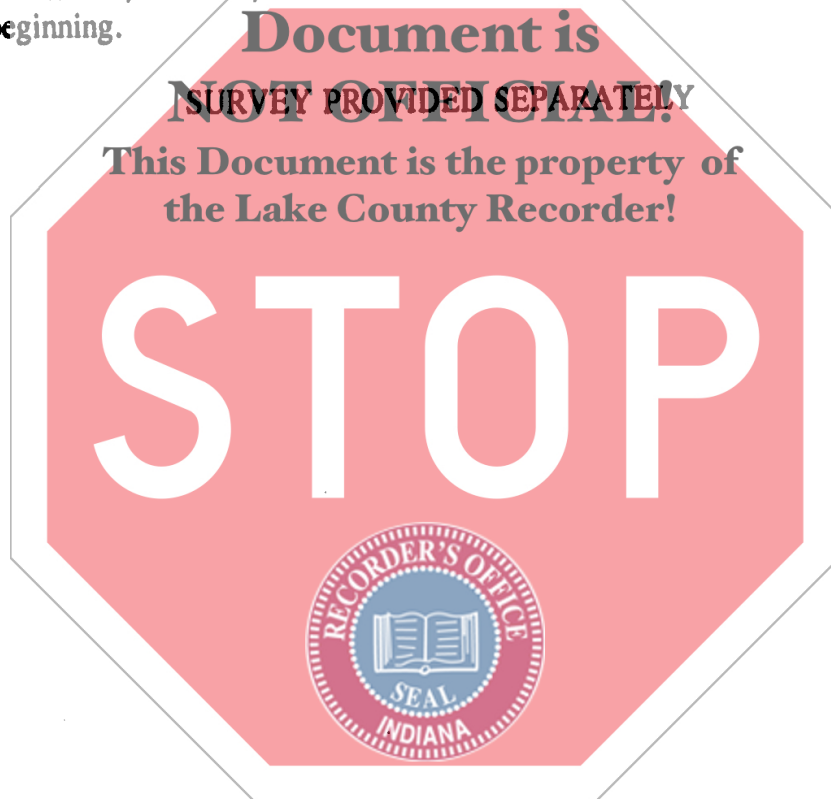 beginning.
Document is
NOT OFFICIAL!
SURVEY PROVIDED SEPARATELY
This Document is the property of
the Lake County Recorder!
STOP
RECORDER'S OFFICE
SEAL
INDIANA